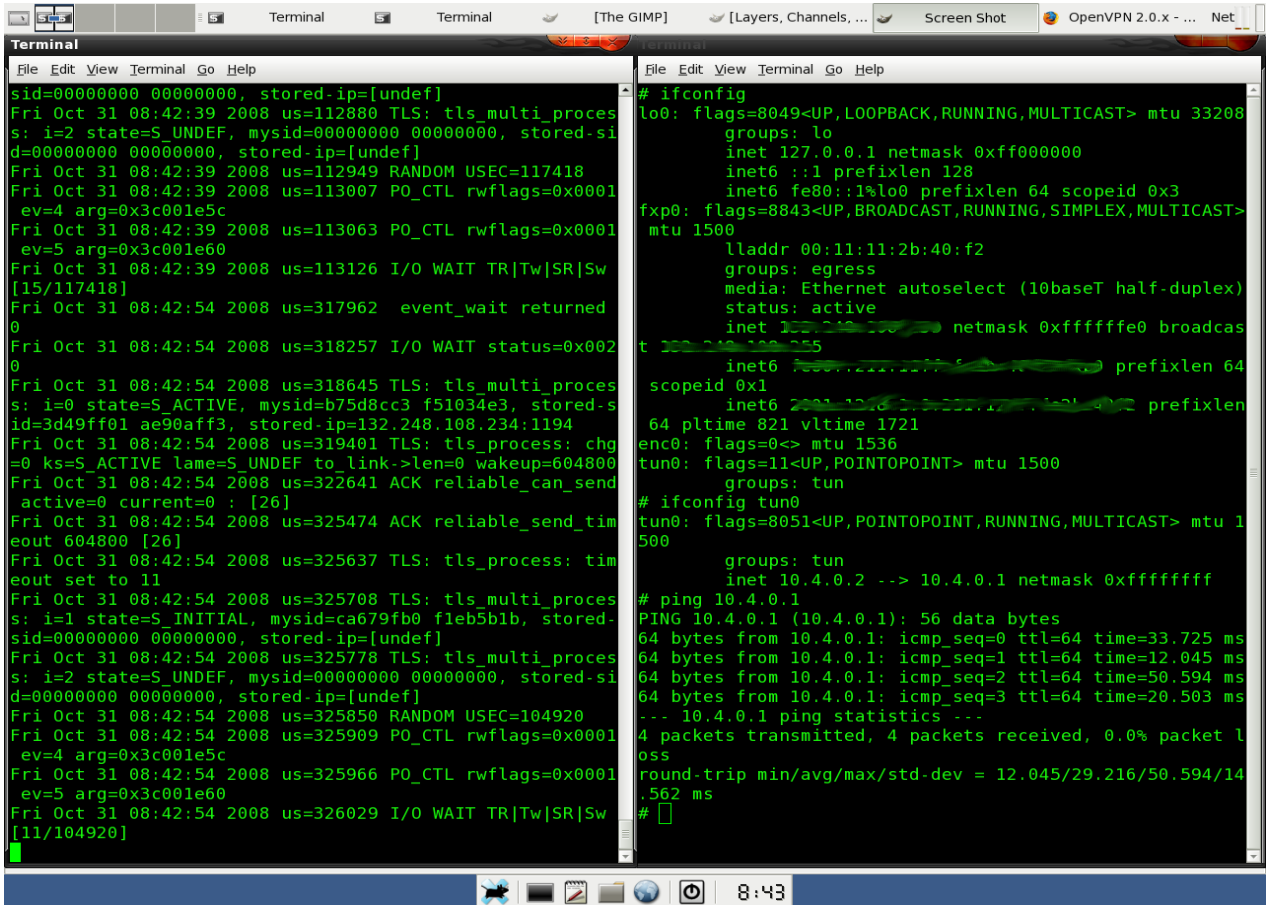 Terminal
Terminal
[The GIMP]
[Layers, Channels, ...
Screen Shot
OpenVPN 2.0.x - ...
Net
Terminal
File Edit View Terminal Go Help
sid=00000000 00000000, stored-ip=[undef]
Fri Oct 31 08:42:39 2008 us=112880 TLS: tls_multi_proces
s: i=2 state=S_UNDEF, mysid=00000000 00000000, stored-si
d=00000000 00000000, stored-ip=[undef]
Fri Oct 31 08:42:39 2008 us=112949 RANDOM USEC=117418
Fri Oct 31 08:42:39 2008 us=113007 PO_CTL rwflags=0x0001
ev=4 arg=0x3c001e5c
Fri Oct 31 08:42:39 2008 us=113063 PO_CTL rwflags=0x0001
ev=5 arg=0x3c001e60
Fri Oct 31 08:42:39 2008 us=113126 I/O WAIT TR|Tw|SR|Sw
[15/117418]
Fri Oct 31 08:42:54 2008 us=317962  event_wait returned
0
Fri Oct 31 08:42:54 2008 us=318257 I/O WAIT status=0x002
0
Fri Oct 31 08:42:54 2008 us=318645 TLS: tls_multi_proces
s: i=0 state=S_ACTIVE, mysid=b75d8cc3 f51034e3, stored-s
id=3d49ff01 ae90aff3, stored-ip=132.248.108.234:1194
Fri Oct 31 08:42:54 2008 us=319401 TLS: tls_process: chg
=0 ks=S_ACTIVE lame=S_UNDEF to_link->len=0 wakeup=604800
Fri Oct 31 08:42:54 2008 us=322641 ACK reliable_can_send
active=0 current=0 : [26]
Fri Oct 31 08:42:54 2008 us=325474 ACK reliable_send_tim
eout 604800 [26]
Fri Oct 31 08:42:54 2008 us=325637 TLS: tls_process: tim
eout set to 11
Fri Oct 31 08:42:54 2008 us=325708 TLS: tls_multi_proces
s: i=1 state=S_INITIAL, mysid=ca679fb0 f1eb5b1b, stored-
sid=00000000 00000000, stored-ip=[undef]
Fri Oct 31 08:42:54 2008 us=325778 TLS: tls_multi_proces
s: i=2 state=S_UNDEF, mysid=00000000 00000000, stored-si
d=00000000 00000000, stored-ip=[undef]
Fri Oct 31 08:42:54 2008 us=325850 RANDOM USEC=104920
Fri Oct 31 08:42:54 2008 us=325909 PO_CTL rwflags=0x0001
ev=4 arg=0x3c001e5c
Fri Oct 31 08:42:54 2008 us=325966 PO_CTL rwflags=0x0001
ev=5 arg=0x3c001e60
Fri Oct 31 08:42:54 2008 us=326029 I/O WAIT TR|Tw|SR|Sw
[11/104920]
Terminal
File Edit View Terminal Go Help
# ifconfig
lo0: flags=8049<UP,LOOPBACK,RUNNING,MULTICAST> mtu 33208
groups: lo
inet 127.0.0.1 netmask 0xff000000
inet6 ::1 prefixlen 128
inet6 fe80::1%lo0 prefixlen 64 scopeid 0x3
fxp0: flags=8843<UP,BROADCAST,RUNNING,SIMPLEX,MULTICAST>
mtu 1500
lladdr 00:11:11:2b:40:f2
groups: egress
media: Ethernet autoselect (10baseT half-duplex)
status: active
inet netmask 0xffffffe0 broadcas
t
inet6 prefixlen 64
scopeid 0x1
inet6 prefixlen
64 pltime 821 vltime 1721
enc0: flags=0<> mtu 1536
tun0: flags=11<UP,POINTOPOINT> mtu 1500
groups: tun
# ifconfig tun0
tun0: flags=8051<UP,POINTOPOINT,RUNNING,MULTICAST> mtu 1
500
groups: tun
inet 10.4.0.2 --> 10.4.0.1 netmask 0xffffffff
# ping 10.4.0.1
PING 10.4.0.1 (10.4.0.1): 56 data bytes
64 bytes from 10.4.0.1: icmp_seq=0 ttl=64 time=33.725 ms
64 bytes from 10.4.0.1: icmp_seq=1 ttl=64 time=12.045 ms
64 bytes from 10.4.0.1: icmp_seq=2 ttl=64 time=50.594 ms
64 bytes from 10.4.0.1: icmp_seq=3 ttl=64 time=20.503 ms
--- 10.4.0.1 ping statistics ---
4 packets transmitted, 4 packets received, 0.0% packet l
oss
round-trip min/avg/max/std-dev = 12.045/29.216/50.594/14
.562 ms
#
8:43